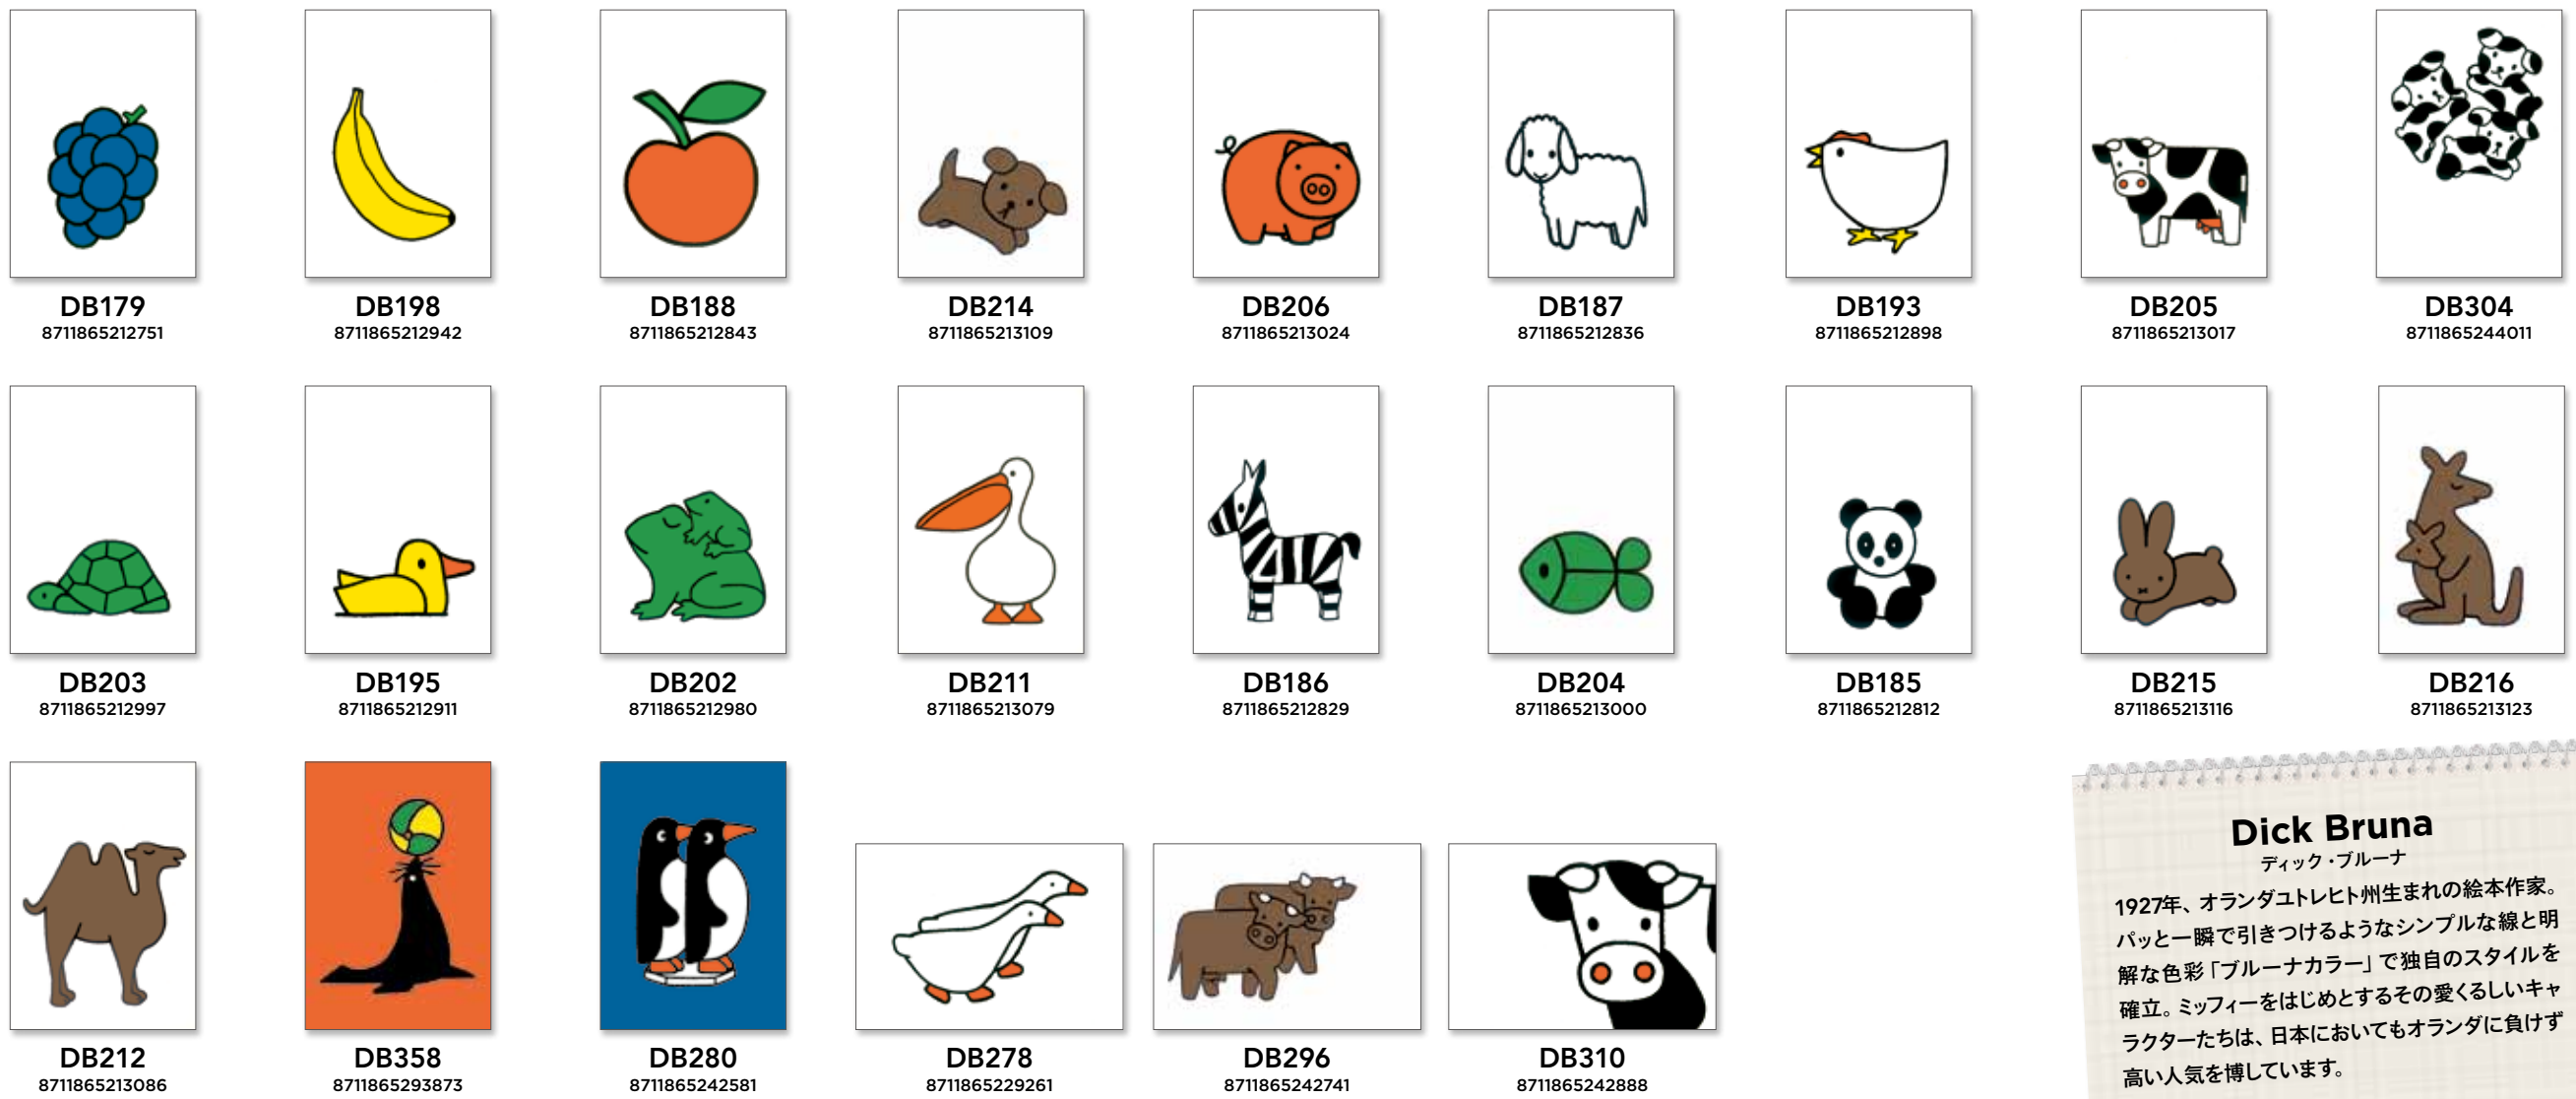 DB179
8711865212751
DB198
8711865212942
DB188
8711865212843
DB214
8711865213109
DB206
8711865213024
DB187
8711865212836
DB193
8711865212898
DB205
8711865213017
DB304
8711865244011
DB203
8711865212997
DB195
8711865212911
DB202
8711865212980
DB211
8711865213079
DB186
8711865212829
DB204
8711865213000
DB185
8711865212812
DB215
8711865213116
DB216
8711865213123
DB212
8711865213086
DB358
8711865293873
DB280
8711865242581
DB278
8711865229261
DB296
8711865242741
DB310
8711865242888
Dick Bruna
ディック・ブルーナ
1927年、オランダユトレヒト州生まれの絵本作家。
パッと一瞬で引きつけるようなシンプルな線と明
解な色彩「ブルーナカラー」で独自のスタイルを
確立。ミッフィーをはじめとするその愛くるしいキャ
ラクターたちは、日本においてもオランダに負けず
高い人気を博しています。